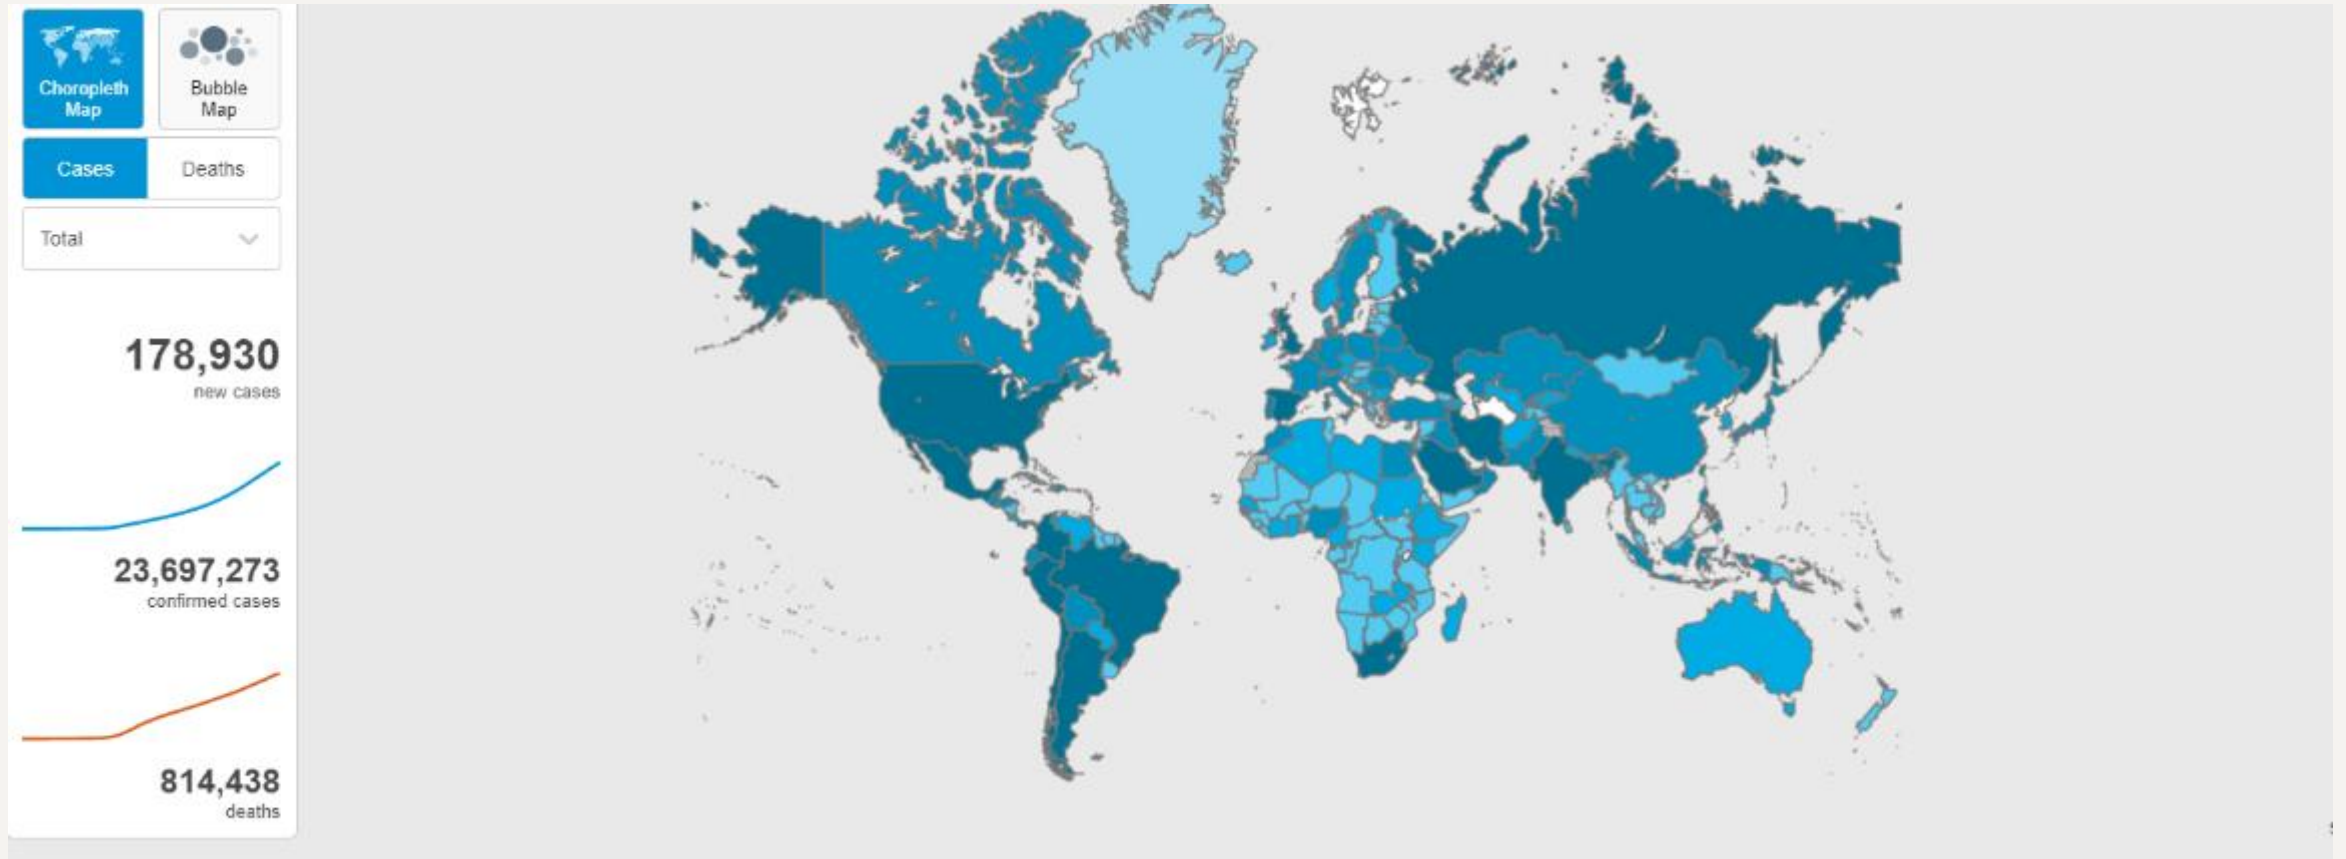 Choropleth
Map
Bubble
Map
Cases
Deaths
Total
178,930
new cases
23,697,273
confirmed cases
814,438
deaths